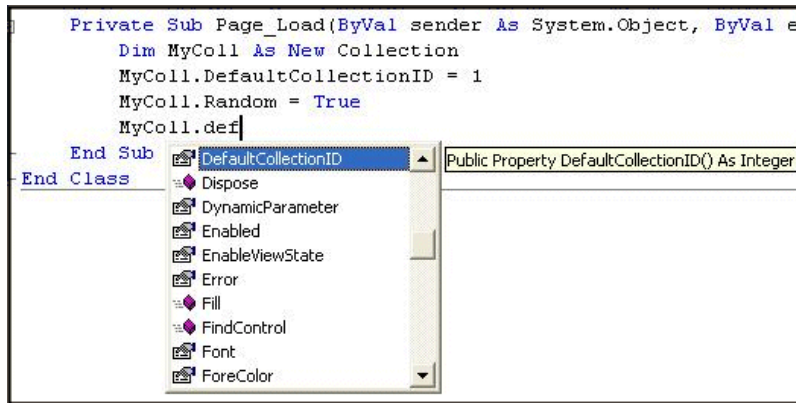 Private Sub Page_Load(ByVal sender As System.Object, ByVal e
Dim MyColl As New Collection
MyColl.DefaultCollectionID = 1
MyColl.Random = True
MyColl.def
End Sub
End Class
DefaultCollectionID
Public Property DefaultCollectionID() As Integer
Dispose
DynamicParameter
Enabled
EnableViewState
Error
Fill
FindControl
Font
ForeColor